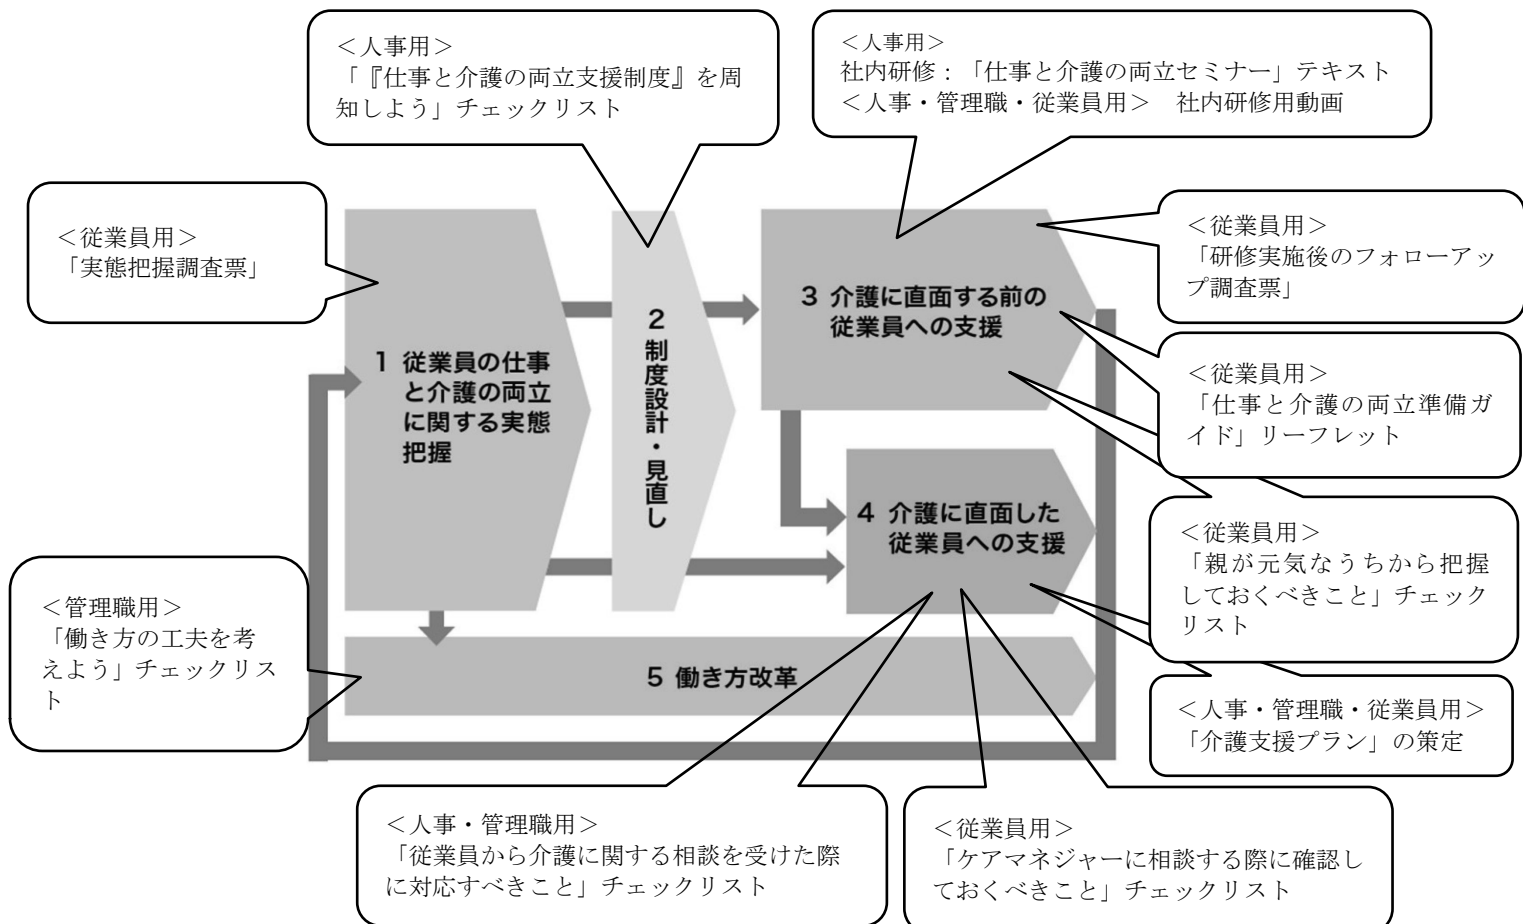 ＜人事用＞
「『仕事と介護の両立支援制度』を周
知しよう」チェックリスト
＜人事用＞
社内研修：「仕事と介護の両立セミナー」テキスト
＜人事・管理職・従業員用＞　社内研修用動画
＜従業員用＞
「実態把握調査票」
＜従業員用＞
「研修実施後のフォローアッ
プ調査票」
1 従業員の仕事
と介護の両立
に関する実態
把握
2 制度設計・見直し
3 介護に直面する前の
従業員への支援
＜従業員用＞
「仕事と介護の両立準備ガ
イド」リーフレット
4 介護に直面した
従業員への支援
＜従業員用＞
「親が元気なうちから把握
しておくべきこと」チェック
リスト
＜管理職用＞
「働き方の工夫を考
えよう」チェックリス
ト
5 働き方改革
＜人事・管理職・従業員用＞
「介護支援プラン」の策定
＜人事・管理職用＞
「従業員から介護に関する相談を受けた際
に対応すべきこと」チェックリスト
＜従業員用＞
「ケアマネジャーに相談する際に確認し
ておくべきこと」チェックリスト